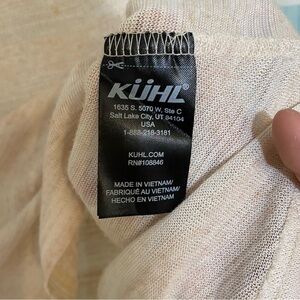 KÜHL®
1635 S. 5070 W, Ste C
Salt Lake City, UT 84104
USA
1-888-218-3181
KUHL.COM
RN#108846
MADE IN VIETNAM/
FABRIQUÉ AU VIETNAM/
HECHO EN VIETNAM